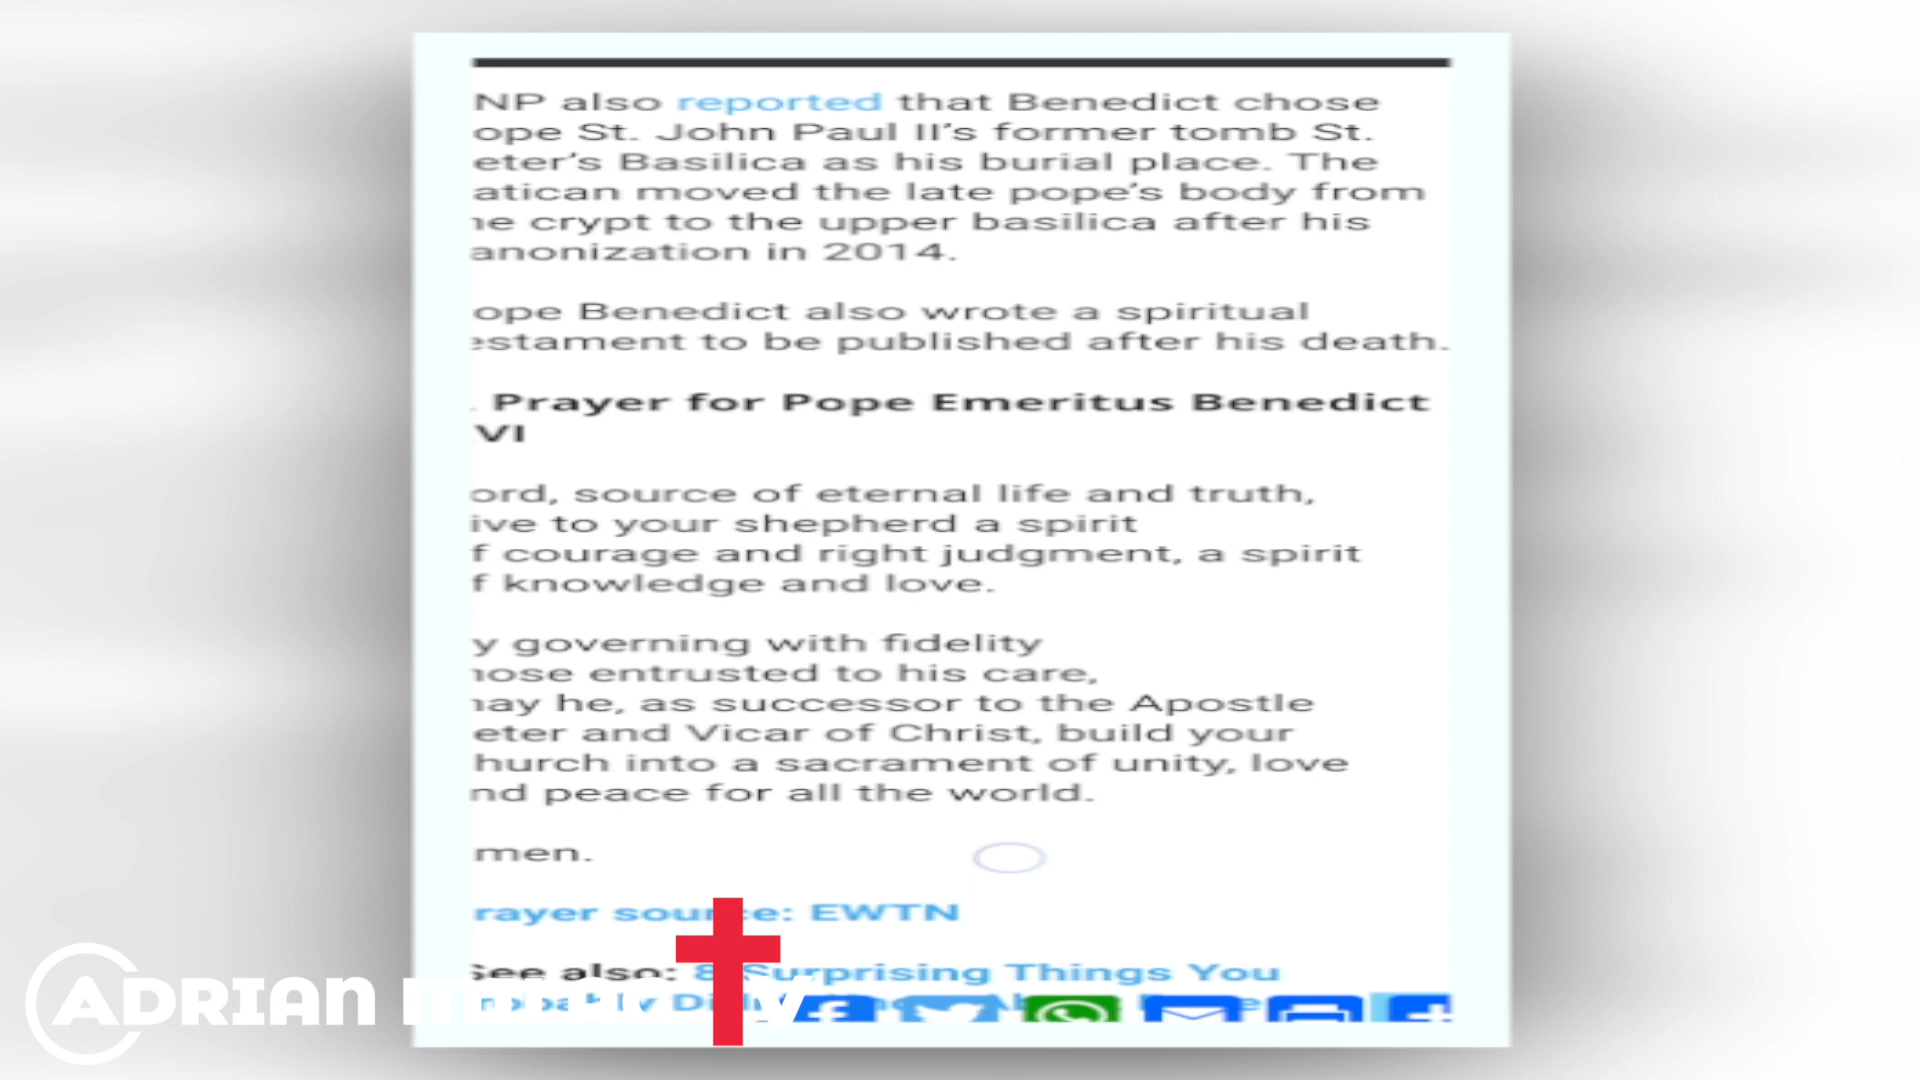 NP also reported that Benedict chose
ope St. John Paul II's former tomb St.
eter's Basilica as his burial place. The
atican moved the late pope's body from
he crypt to the upper basilica after his
anonization in 2014.
ope Benedict also wrote a spiritual
estament to be published after his death.
Prayer for Pope Emeritus Benedict
VI
ord, source of eternal life and truth,
ive to your shepherd a spirit
f courage and right judgment, a spirit
f knowledge and love.
y governing with fidelity
hose entrusted to his care,
may he, as successor to the Apostle
eter and Vicar of Christ, build your
hurch into a sacrament of unity, love
nd peace for all the world.
men.
rayer source: EWTN
See also: 8 Surprising Things You
ADRIAN